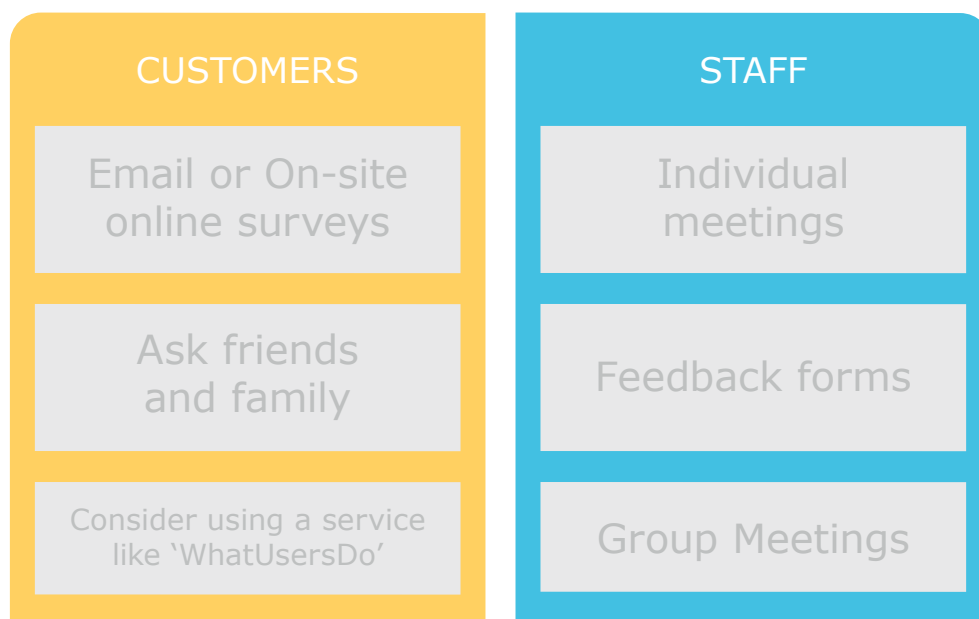 CUSTOMERS
Email or On-site
online surveys
Ask friends
and family
Consider using a service
like ‘WhatUsersDo’
STAFF
Individual
meetings
Feedback forms
Group Meetings